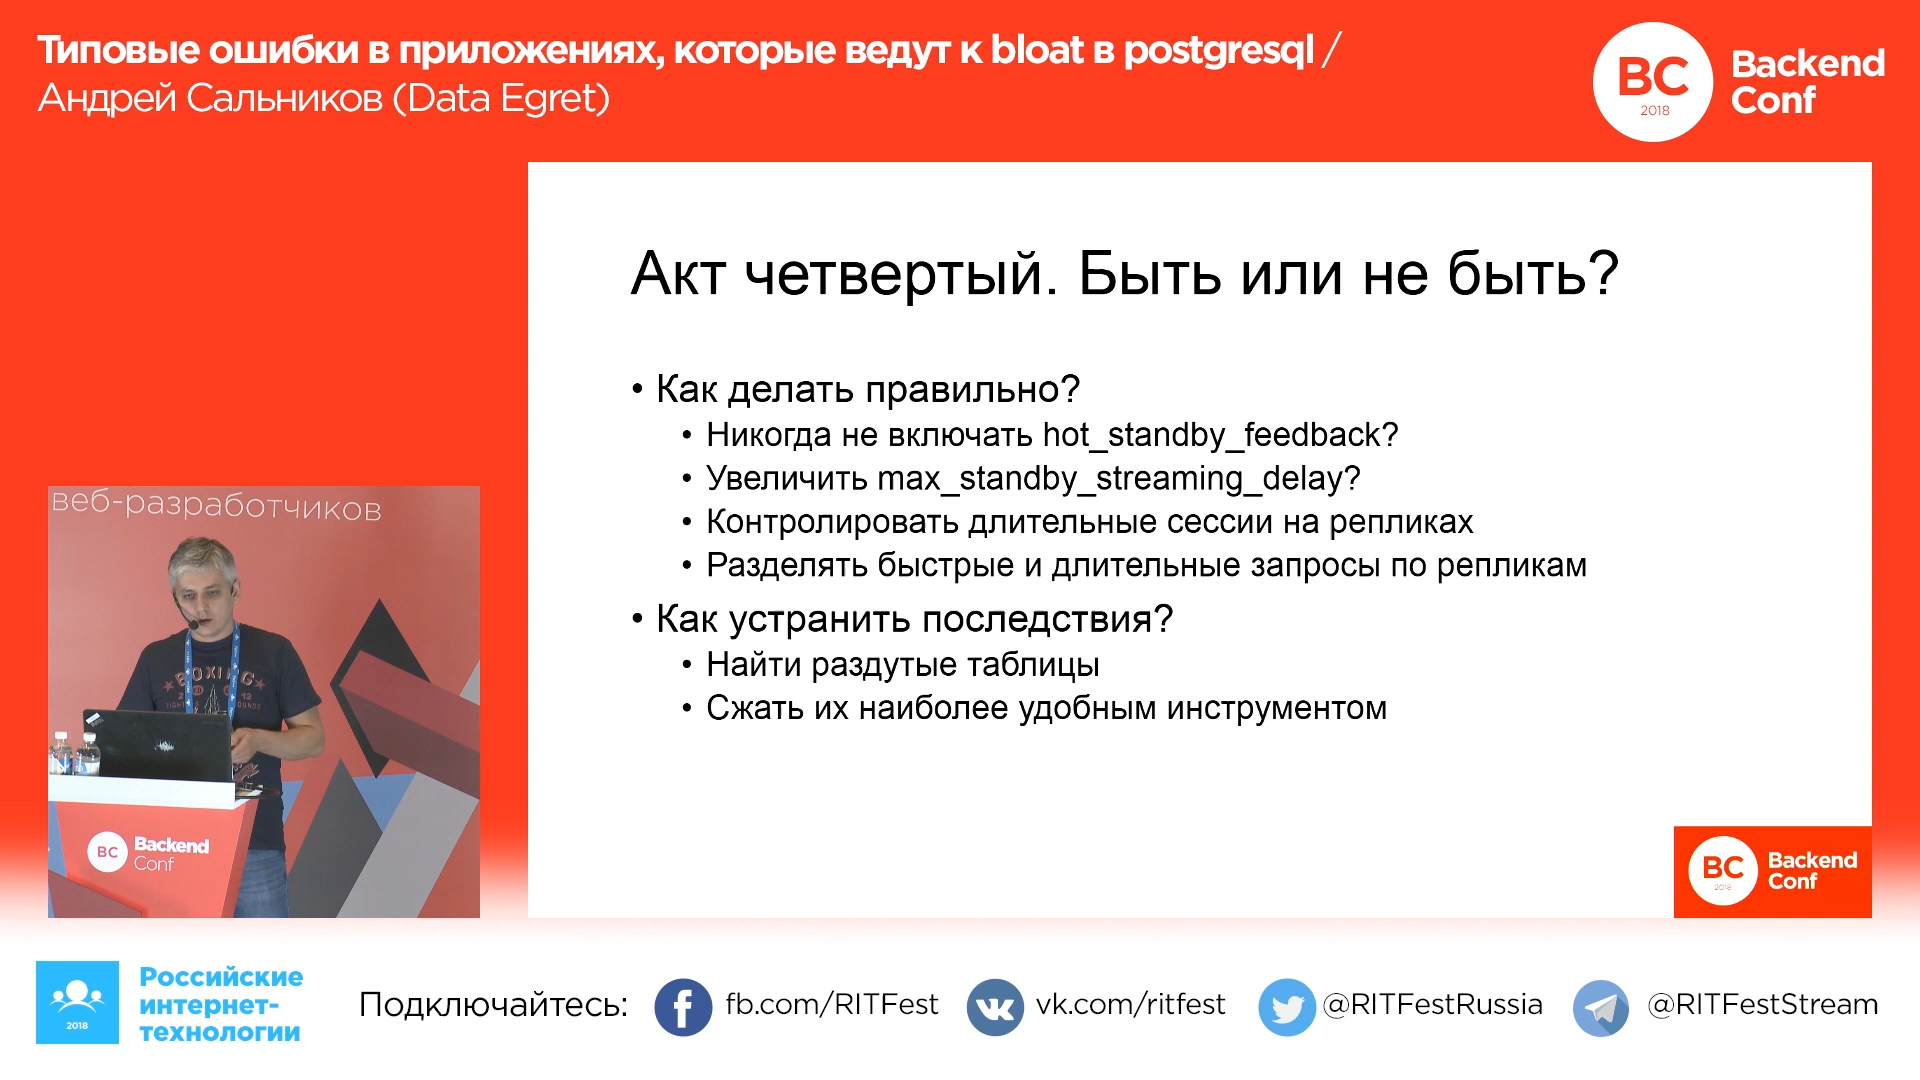 Типовые ошибки в приложениях, которые ведут к bloat в postgresql /
Андрей Сальников (Data Egret)
BC
2018
Backend
Conf
Акт четвертый. Быть или не быть?
• Как делать правильно?
• Никогда не включать hot_standby_feedback?
• Увеличить max_standby_streaming_delay?
• Контролировать длительные сессии на репликах
• Разделять быстрые и длительные запросы по репликам
• Как устранить последствия?
• Найти раздутые таблицы
• Сжать их наиболее удобным инструментом
BC
2018
Backend
Conf
веб-разработчиков
BOXING
BC
Backend
Conf
2018
Российские
интернет-
технологии
Подключайтесь:
fb.com/RITFest
vk.com/ritfest
@RITFestRussia
@RITFestStream